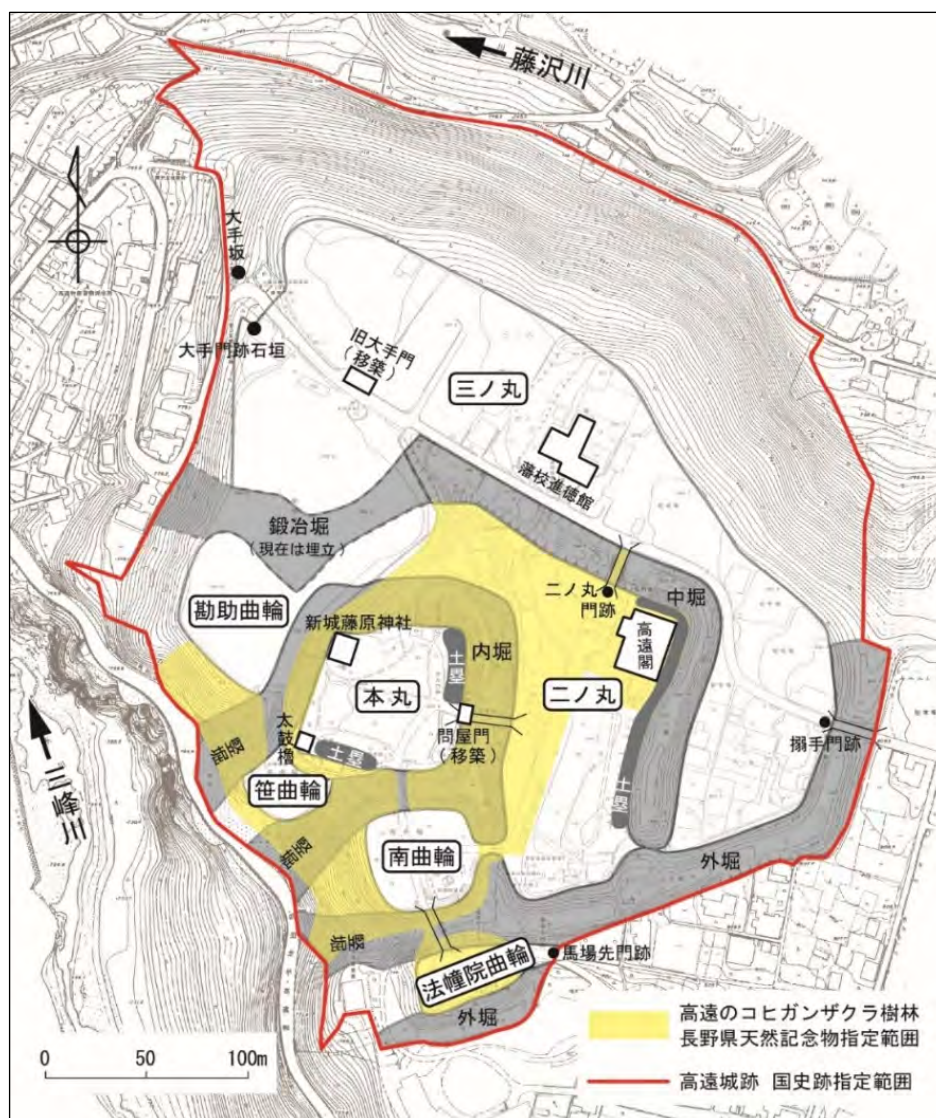 藤沢川
大手坂
大手門跡石垣
旧大手門
（移築）
三ノ丸
藩校進徳館
鍛冶堀
（現在は埋立）
二ノ丸
門跡
中堀
勘助曲輪
新城藤原神社
高遠閣
内堀
土塁
本丸
二ノ丸
問屋門
（移築）
搦手門跡
太鼓櫓
土塁
竪堀
笹曲輪
土塁
三峰川
竪堀
南曲輪
外堀
竪堀
馬場先門跡
法幢院曲輪
外堀
高遠のコヒガンザクラ樹林
長野県天然記念物指定範囲
高遠城跡 国史跡指定範囲
0 50 100m